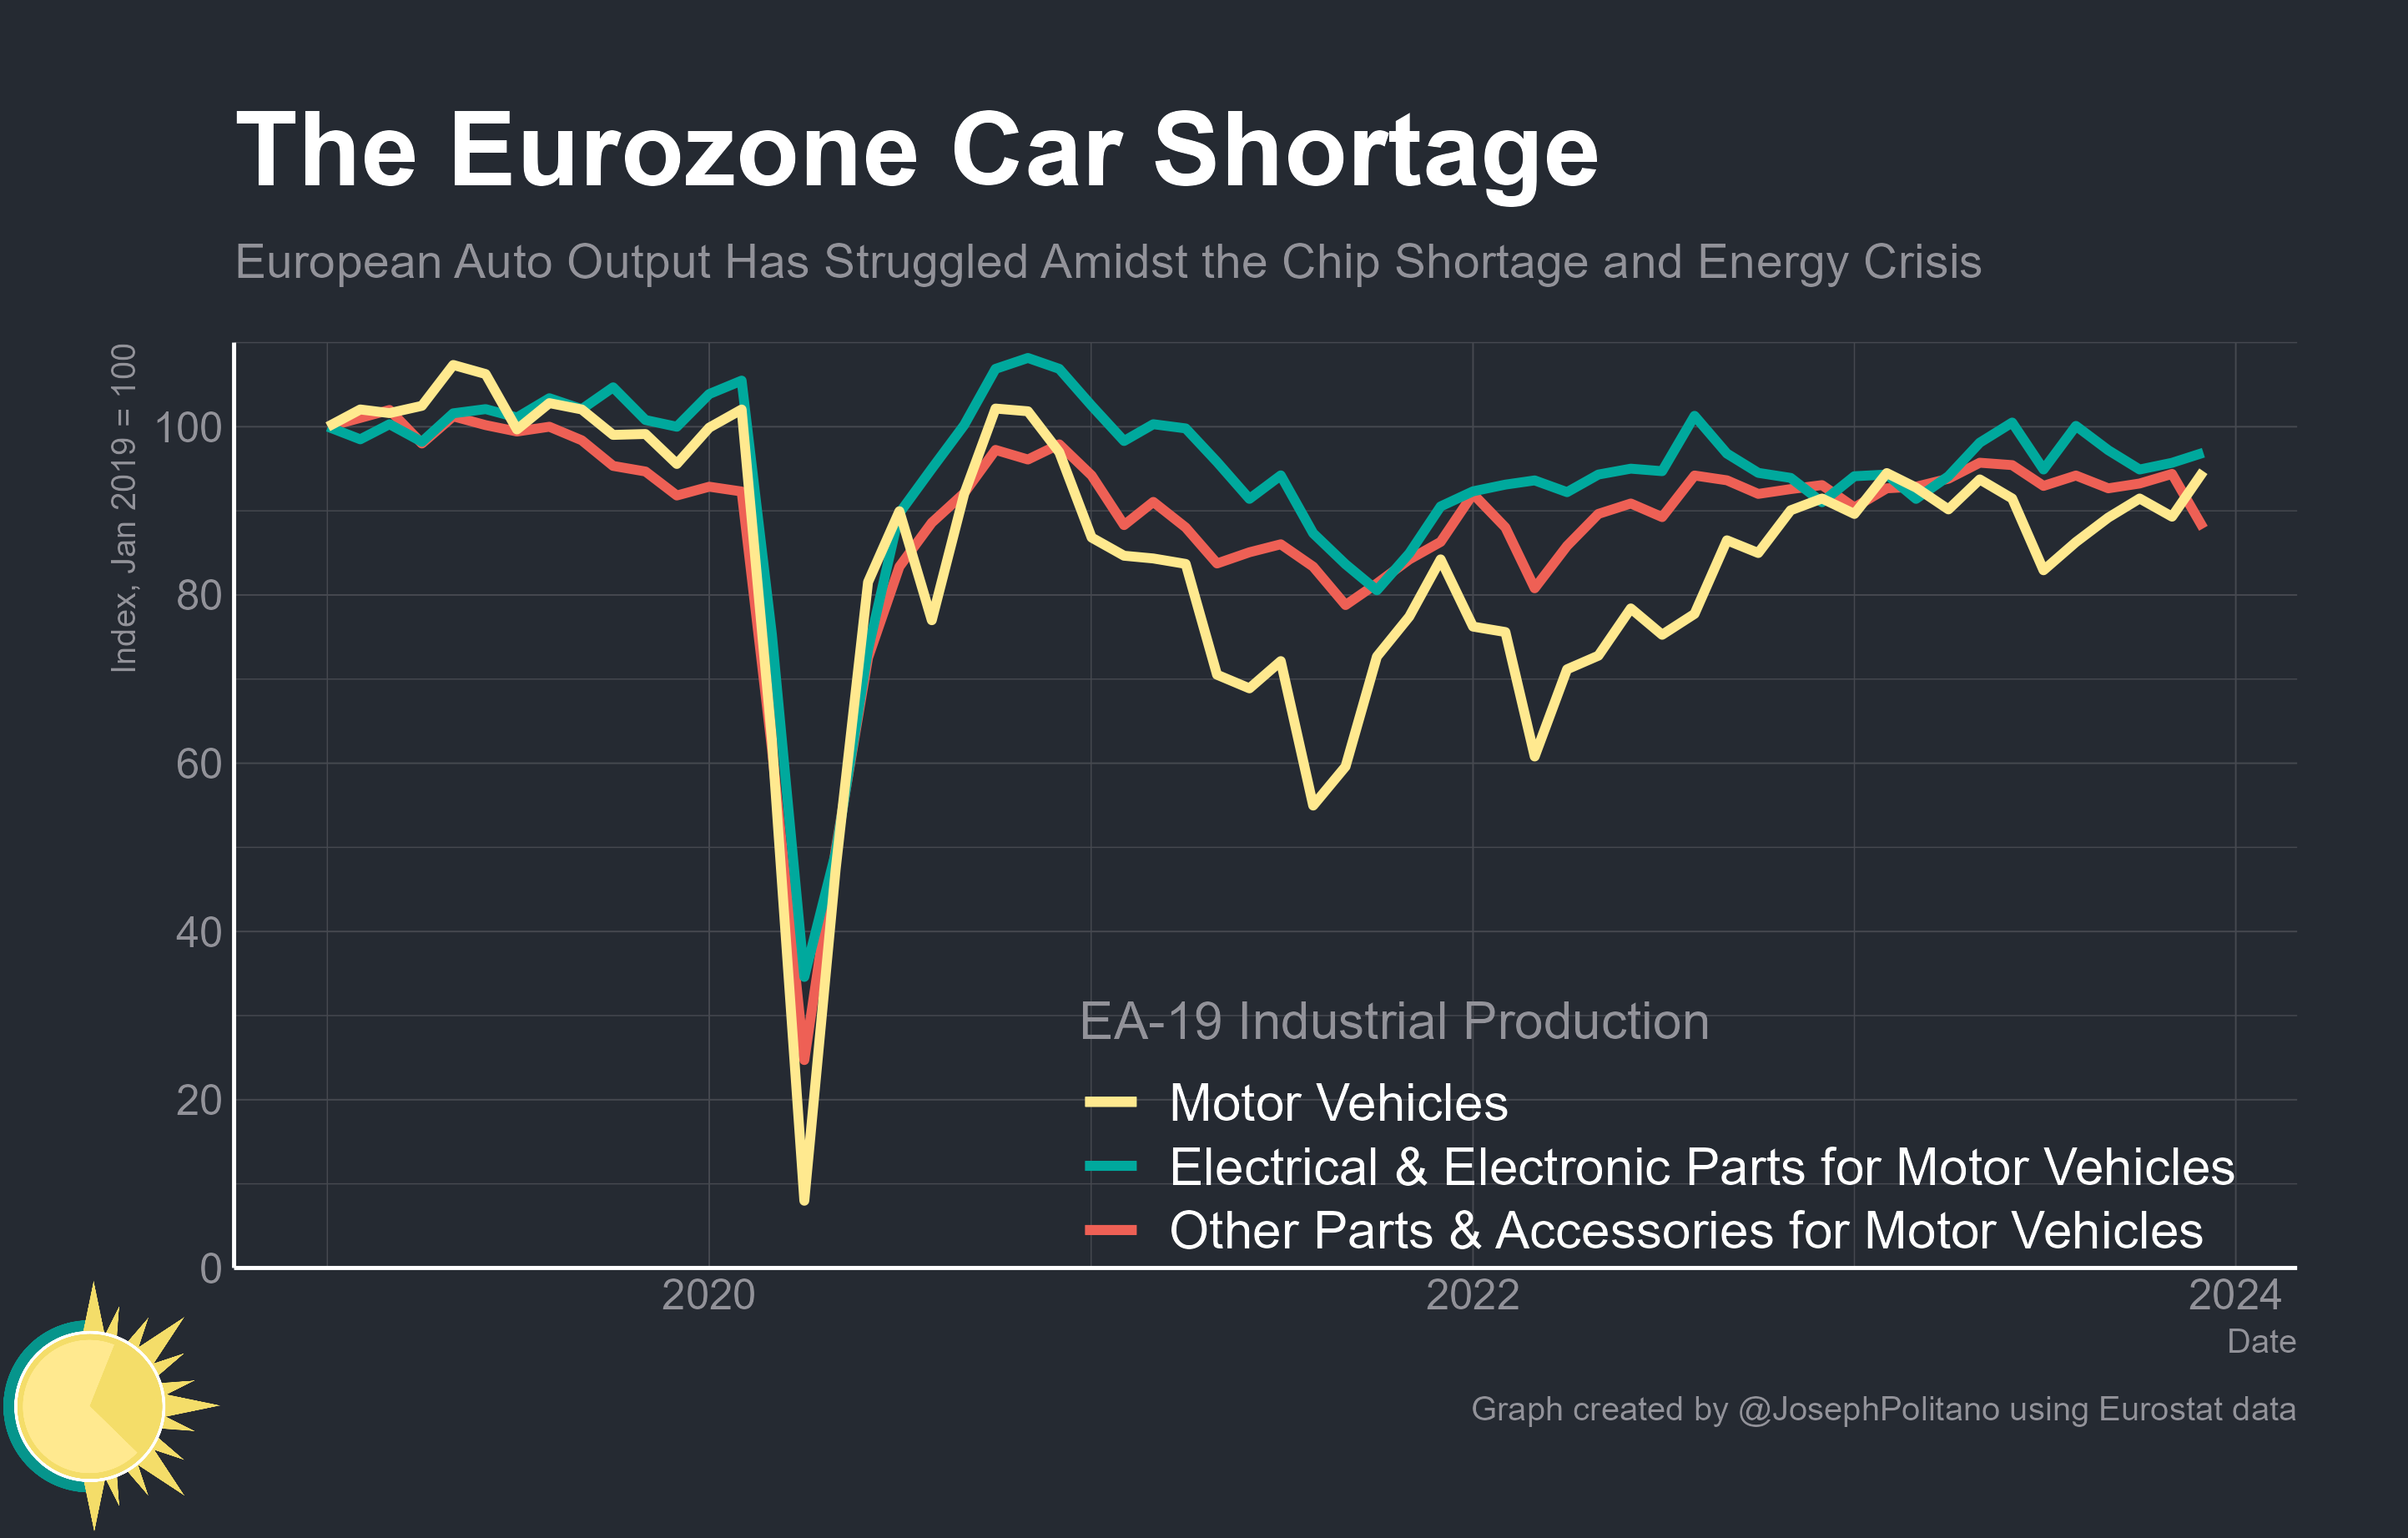 The Eurozone Car Shortage
European Auto Output Has Struggled Amidst the Chip Shortage and Energy Crisis
Index, Jan 2019 = 100
100
80
60
40
20
0
EA-19 Industrial Production
Motor Vehicles
Electrical & Electronic Parts for Motor Vehicles
Other Parts & Accessories for Motor Vehicles
2020 2022 2024
Date
Graph created by @JosephPolitano using Eurostat data